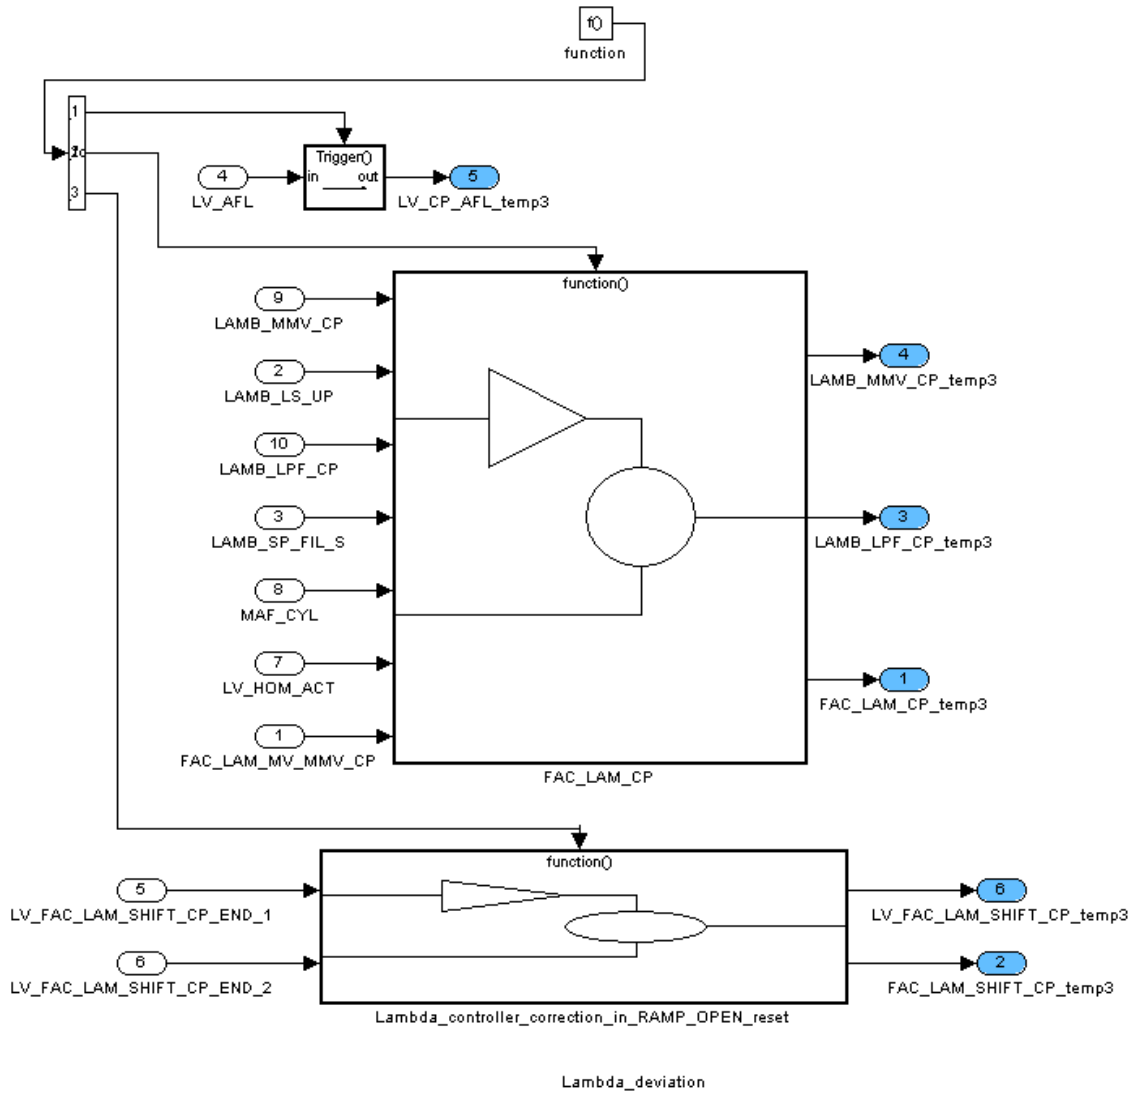 f()
function
1
3
Trigger()
in
out
4
LV_AFL
5
LV_CP_AFL_temp3
function()
9
LAMB_MMV_CP
2
LAMB_LS_UP
10
LAMB_LPF_CP
3
LAMB_SP_FIL_S
8
MAF_CYL
7
LV_HOM_ACT
1
FAC_LAM_MV_MMV_CP
4
LAMB_MMV_CP_temp3
3
LAMB_LPF_CP_temp3
1
FAC_LAM_CP_temp3
FAC_LAM_CP
function()
5
LV_FAC_LAM_SHIFT_CP_END_1
6
LV_FAC_LAM_SHIFT_CP_END_2
6
LV_FAC_LAM_SHIFT_CP_temp3
2
FAC_LAM_SHIFT_CP_temp3
Lambda_controller_correction_in_RAMP_OPEN_reset
Lambda_deviation